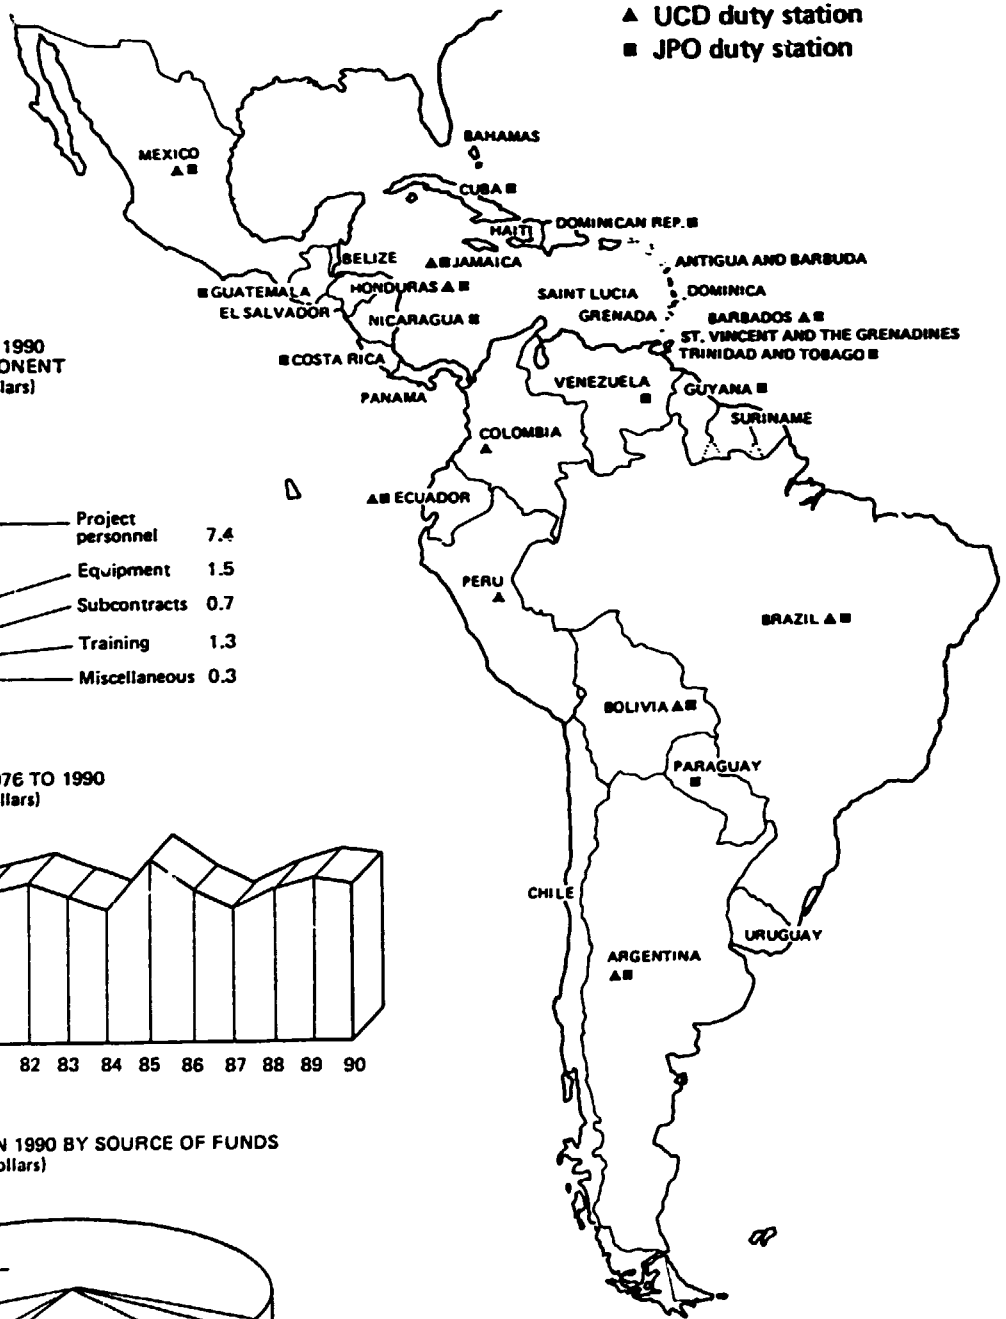 ▲ UCD duty station
■ JPO duty station
BAHAMAS
MEXICO
▲■
CUBA ■
HAITI
DOMINICAN REP. ■
BELIZE
▲■ JAMAICA
ANTIGUA AND BARBUDA
■ GUATEMALA
HONDURAS ▲ ■
SAINT LUCIA
DOMINICA
EL SALVADOR
NICARAGUA ■
GRENADA
BARBADOS ▲ ■
ST. VINCENT AND THE GRENADINES
■ COSTA RICA
TRINIDAD AND TOBAGO ■
PANAMA
VENEZUELA
■
GUYANA ■
SURINAME
COLOMBIA
▲
▲■ ECUADOR
PERU
▲
BRAZIL ▲ ■
BOLIVIA ▲■
PARAGUAY
■
CHILE
URUGUAY
ARGENTINA
▲■
1990
ONENT
lars)
Project
personnel 7.4
Equipment 1.5
Subcontracts 0.7
Training 1.3
Miscellaneous 0.3
76 TO 1990
llars)
82 83 84 85 86 87 88 89 90
N 1990 BY SOURCE OF FUNDS
ollars)